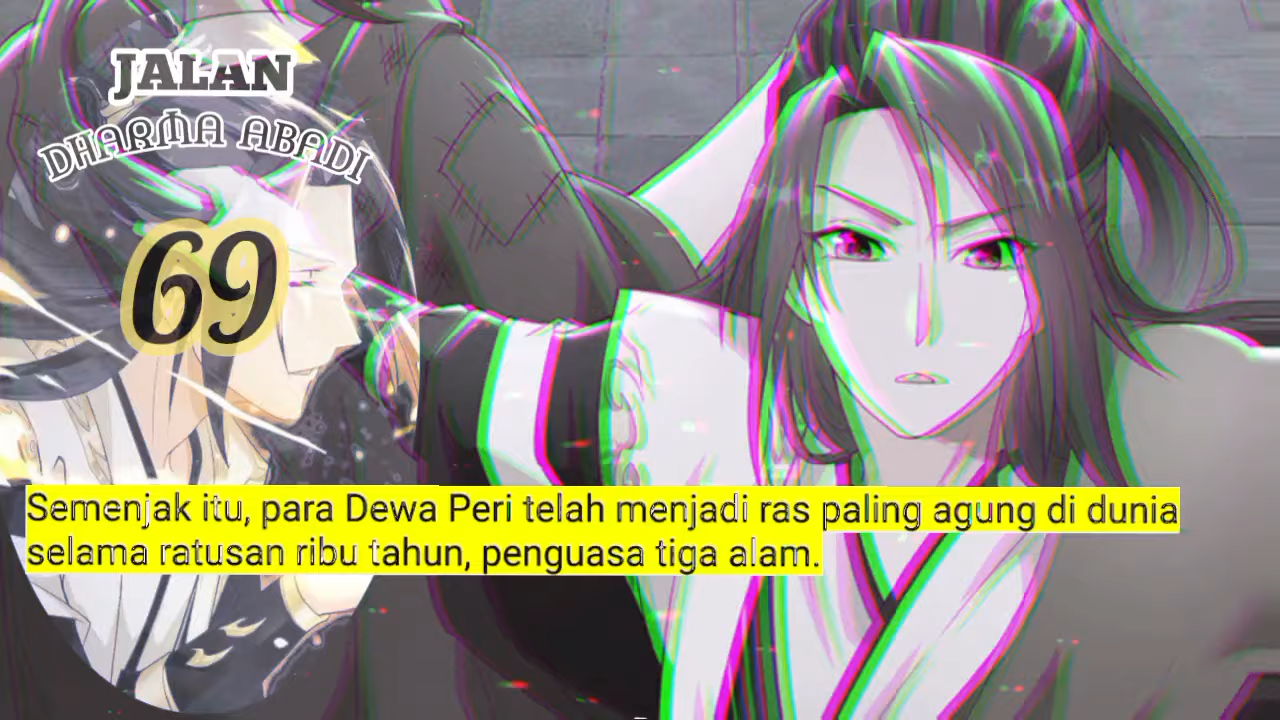 JALAN
DHARMA ABADI
69
Semenjak itu, para Dewa Peri telah menjadi ras paling agung di dunia
selama ratusan ribu tahun, penguasa tiga alam.